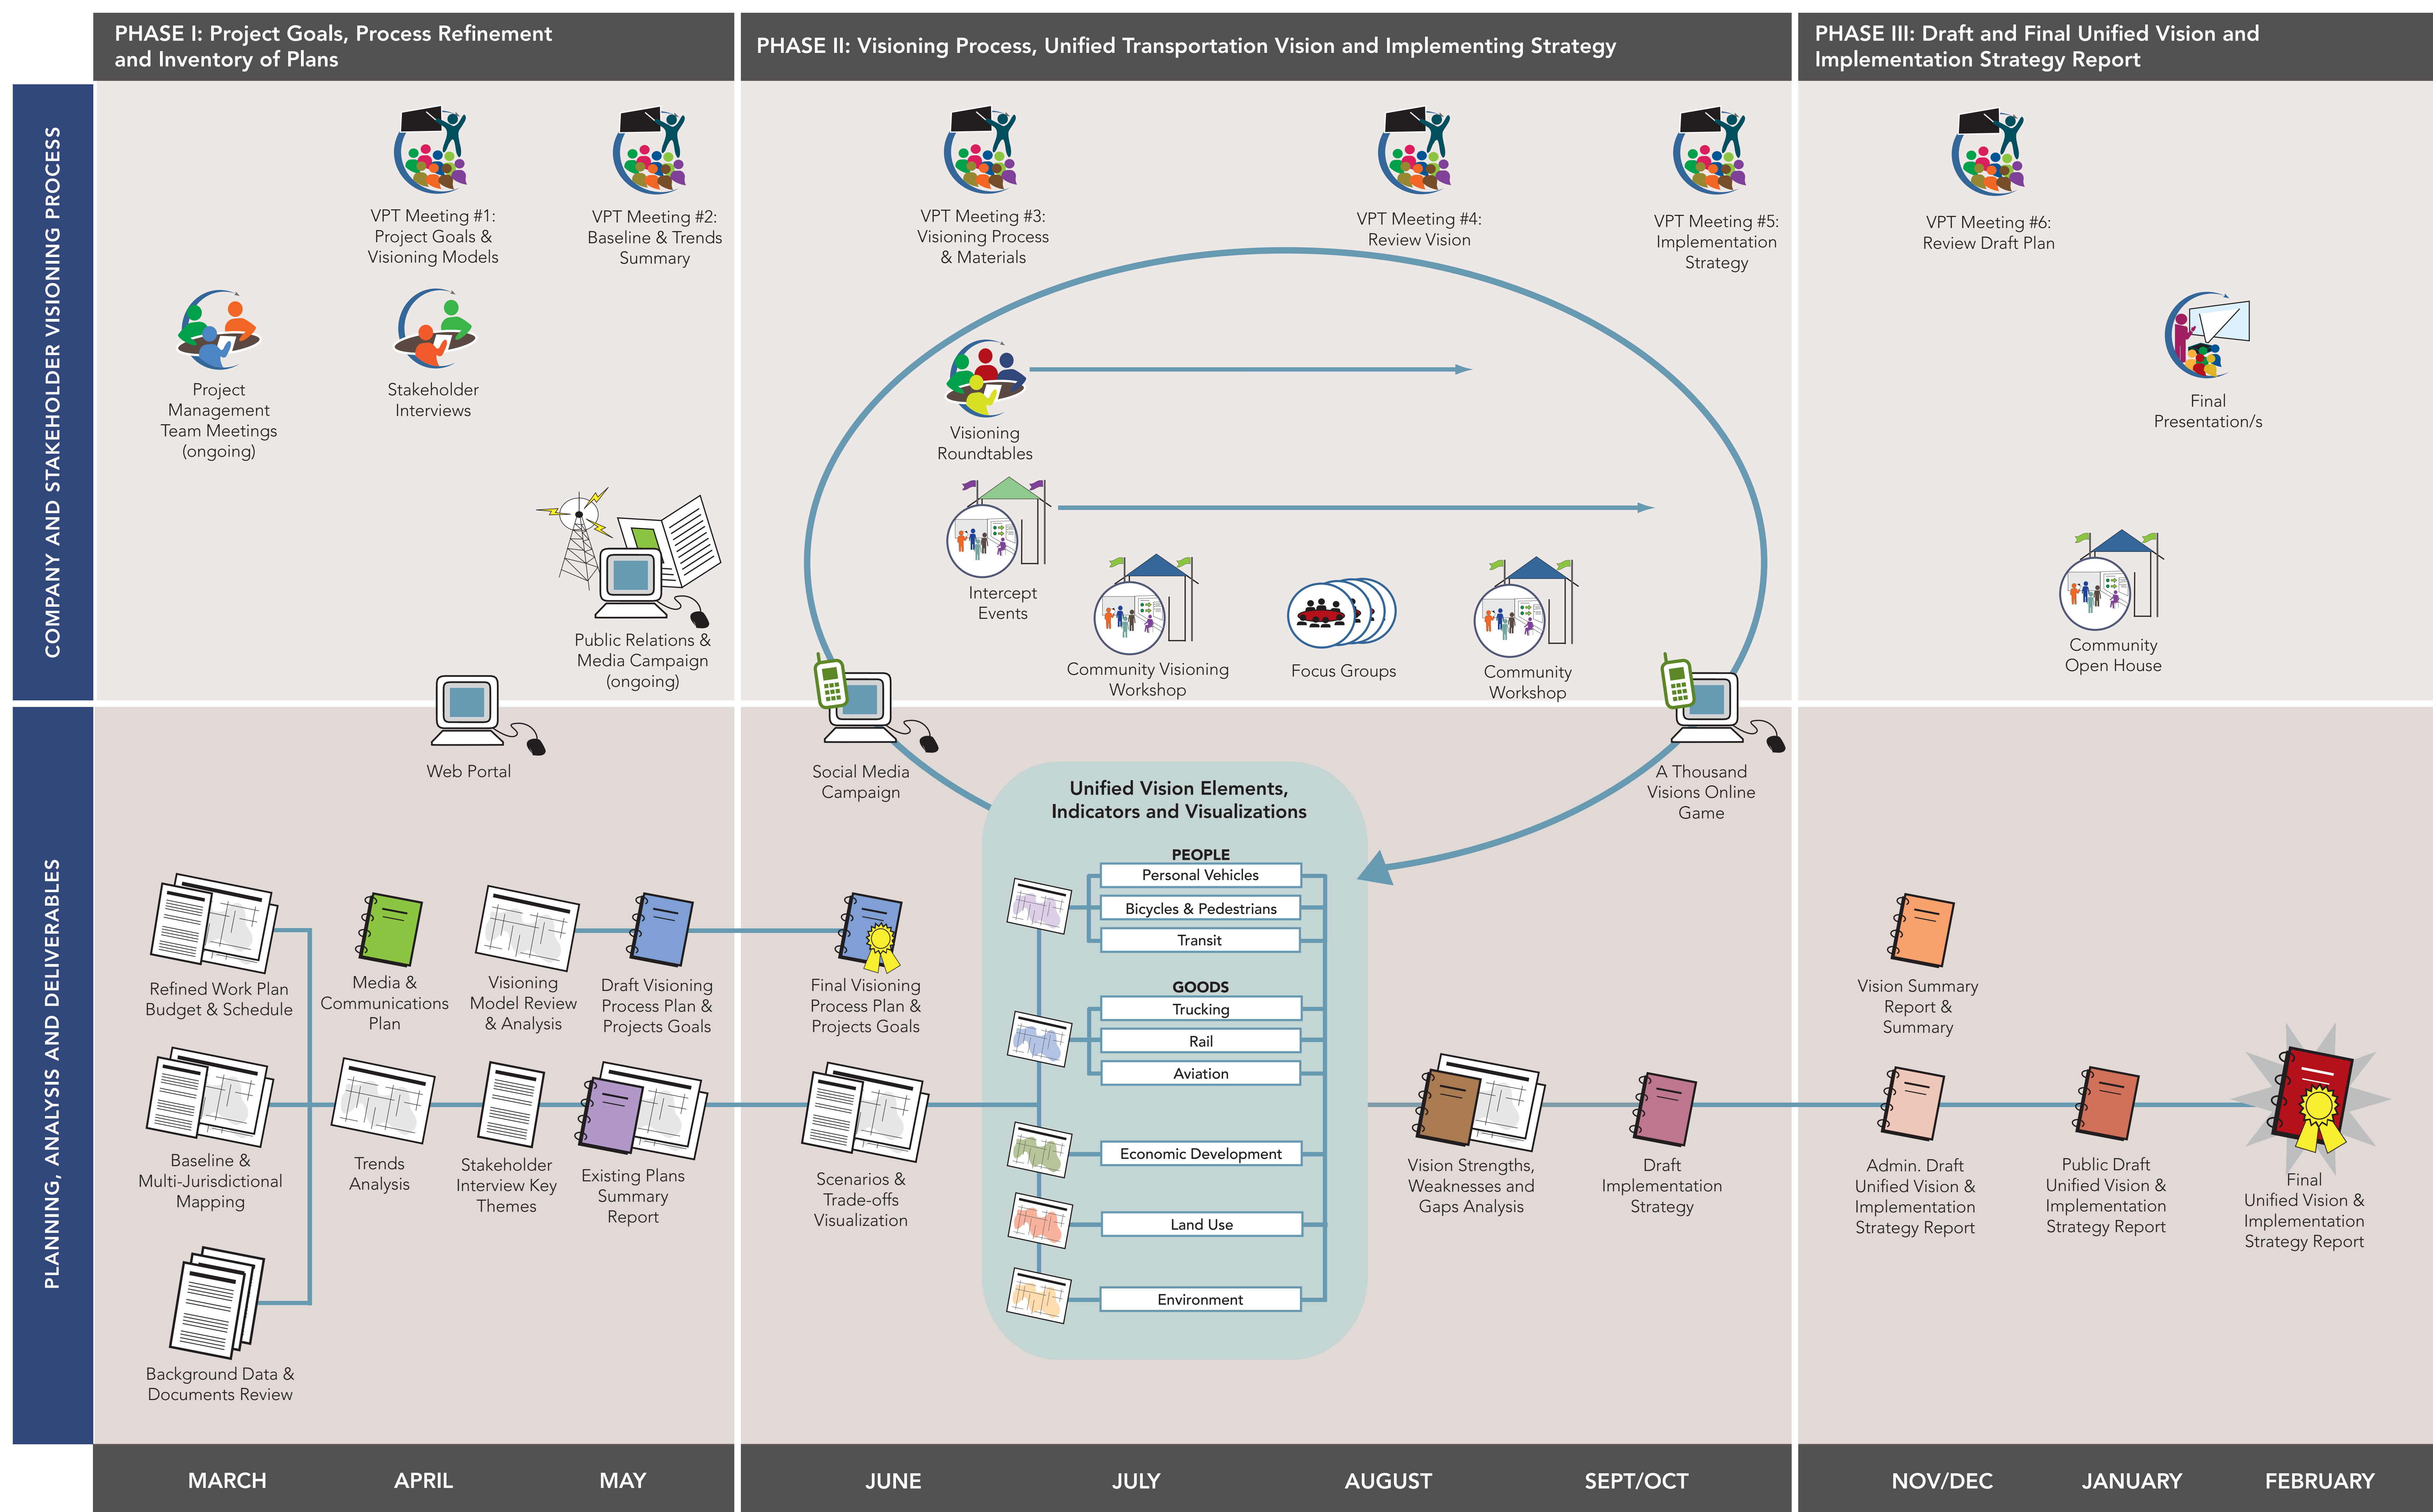 PHASE I: Project Goals, Process Refinement
and Inventory of Plans
PHASE II: Visioning Process, Unified Transportation Vision and Implementing Strategy
PHASE III: Draft and Final Unified Vision and
Implementation Strategy Report
COMPANY AND STAKEHOLDER VISIONING PROCESS
VPT Meeting #1:
Project Goals &
Visioning Models
VPT Meeting #2:
Baseline & Trends
Summary
VPT Meeting #3:
Visioning Process
& Materials
VPT Meeting #4:
Review Vision
VPT Meeting #5:
Implementation
Strategy
VPT Meeting #6:
Review Draft Plan
Project
Management
Team Meetings
(ongoing)
Stakeholder
Interviews
Visioning
Roundtables
Final
Presentation/s
Public Relations &
Media Campaign
(ongoing)
Intercept
Events
Community Visioning
Workshop
Focus Groups
Community
Workshop
Community
Open House
Web Portal
Social Media
Campaign
A Thousand
Visions Online
Game
PLANNING, ANALYSIS AND DELIVERABLES
Unified Vision Elements,
Indicators and Visualizations
PEOPLE
Personal Vehicles
Bicycles & Pedestrians
Transit
GOODS
Trucking
Rail
Aviation
Economic Development
Land Use
Environment
Refined Work Plan
Budget & Schedule
Media &
Communications
Plan
Visioning
Model Review
& Analysis
Draft Visioning
Process Plan &
Projects Goals
Final Visioning
Process Plan &
Projects Goals
Vision Summary
Report &
Summary
Baseline &
Multi-Jurisdictional
Mapping
Trends
Analysis
Stakeholder
Interview Key
Themes
Existing Plans
Summary
Report
Scenarios &
Trade-offs
Visualization
Vision Strengths,
Weaknesses and
Gaps Analysis
Draft
Implementation
Strategy
Admin. Draft
Unified Vision &
Implementation
Strategy Report
Public Draft
Unified Vision &
Implementation
Strategy Report
Final
Unified Vision &
Implementation
Strategy Report
Background Data &
Documents Review
MARCH
APRIL
MAY
JUNE
JULY
AUGUST
SEPT/OCT
NOV/DEC
JANUARY
FEBRUARY